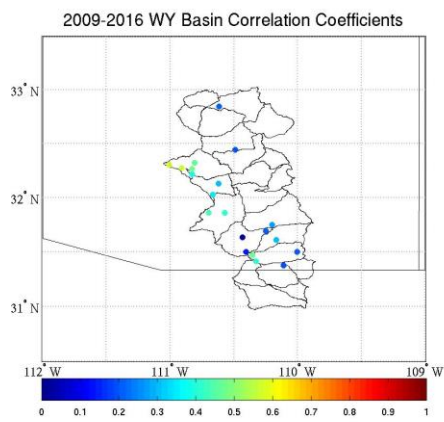 2009-2016 WY Basin Correlation Coefficients
33° N
32° N
31° N
112° W 111° W 110° W 109° W
0 0.1 0.2 0.3 0.4 0.5 0.6 0.7 0.8 0.9 1